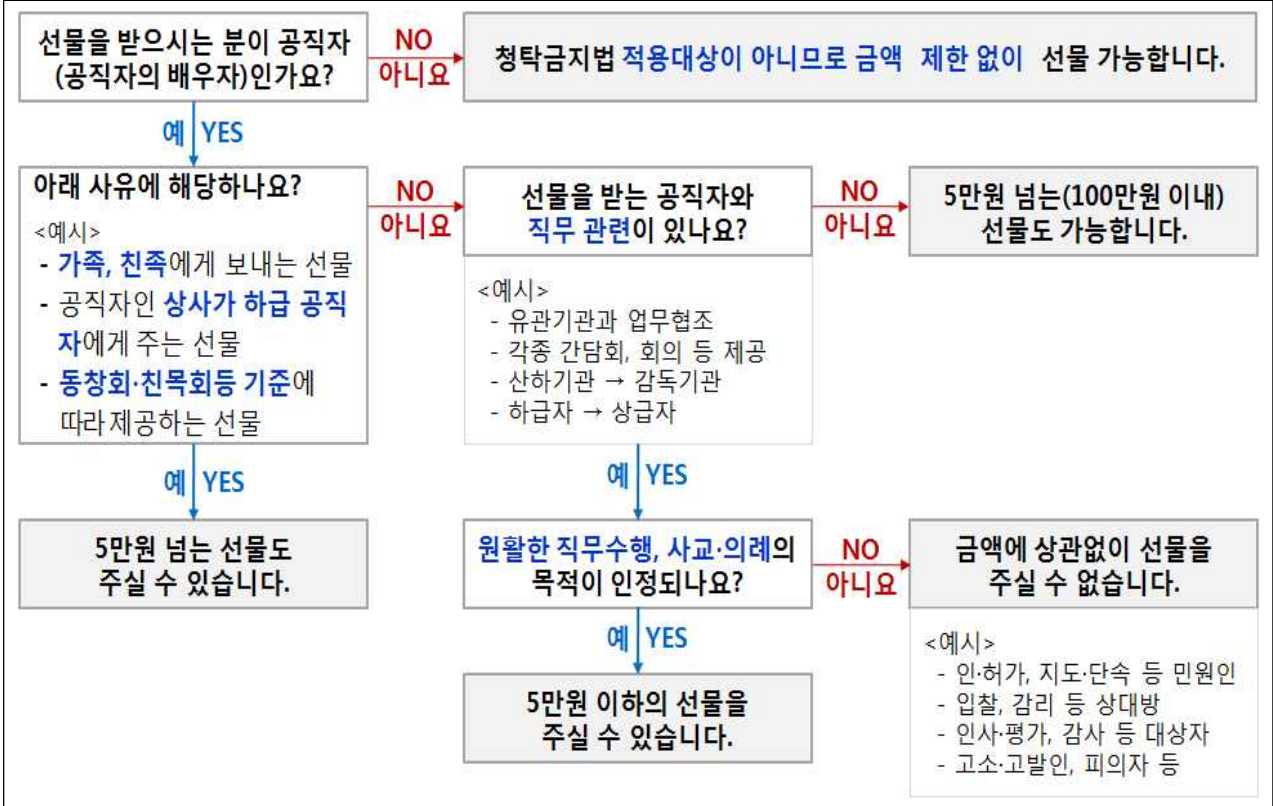 선물을 받으시는 분이 공직자
(공직자의 배우자)인가요?
NO
아니요
청탁금지법 적용대상이 아니므로 금액 제한 없이 선물 가능합니다.
예 YES
아래 사유에 해당하나요?
<예시>
- 가족, 친족에게 보내는 선물
- 공직자인 상사가 하급 공직
자에게 주는 선물
- 동창회·친목회등 기준에
따라제공하는 선물
NO
아니요
선물을 받는 공직자와
직무 관련이 있나요?
<예시>
- 유관기관과 업무협조
- 각종 간담회, 회의 등 제공
- 산하기관 → 감독기관
- 하급자 → 상급자
NO
아니요
5만원 넘는(100만원 이내)
선물도 가능합니다.
예 YES
5만원 넘는 선물도
주실 수 있습니다.
예 YES
원활한 직무수행, 사교·의례의
목적이 인정되나요?
NO
아니요
금액에 상관없이 선물을
주실 수 없습니다.
<예시>
- 인·허가, 지도·단속 등 민원인
- 입찰, 감리 등 상대방
- 인사·평가, 감사 등 대상자
- 고소·고발인, 피의자 등
예 YES
5만원 이하의 선물을
주실 수 있습니다.